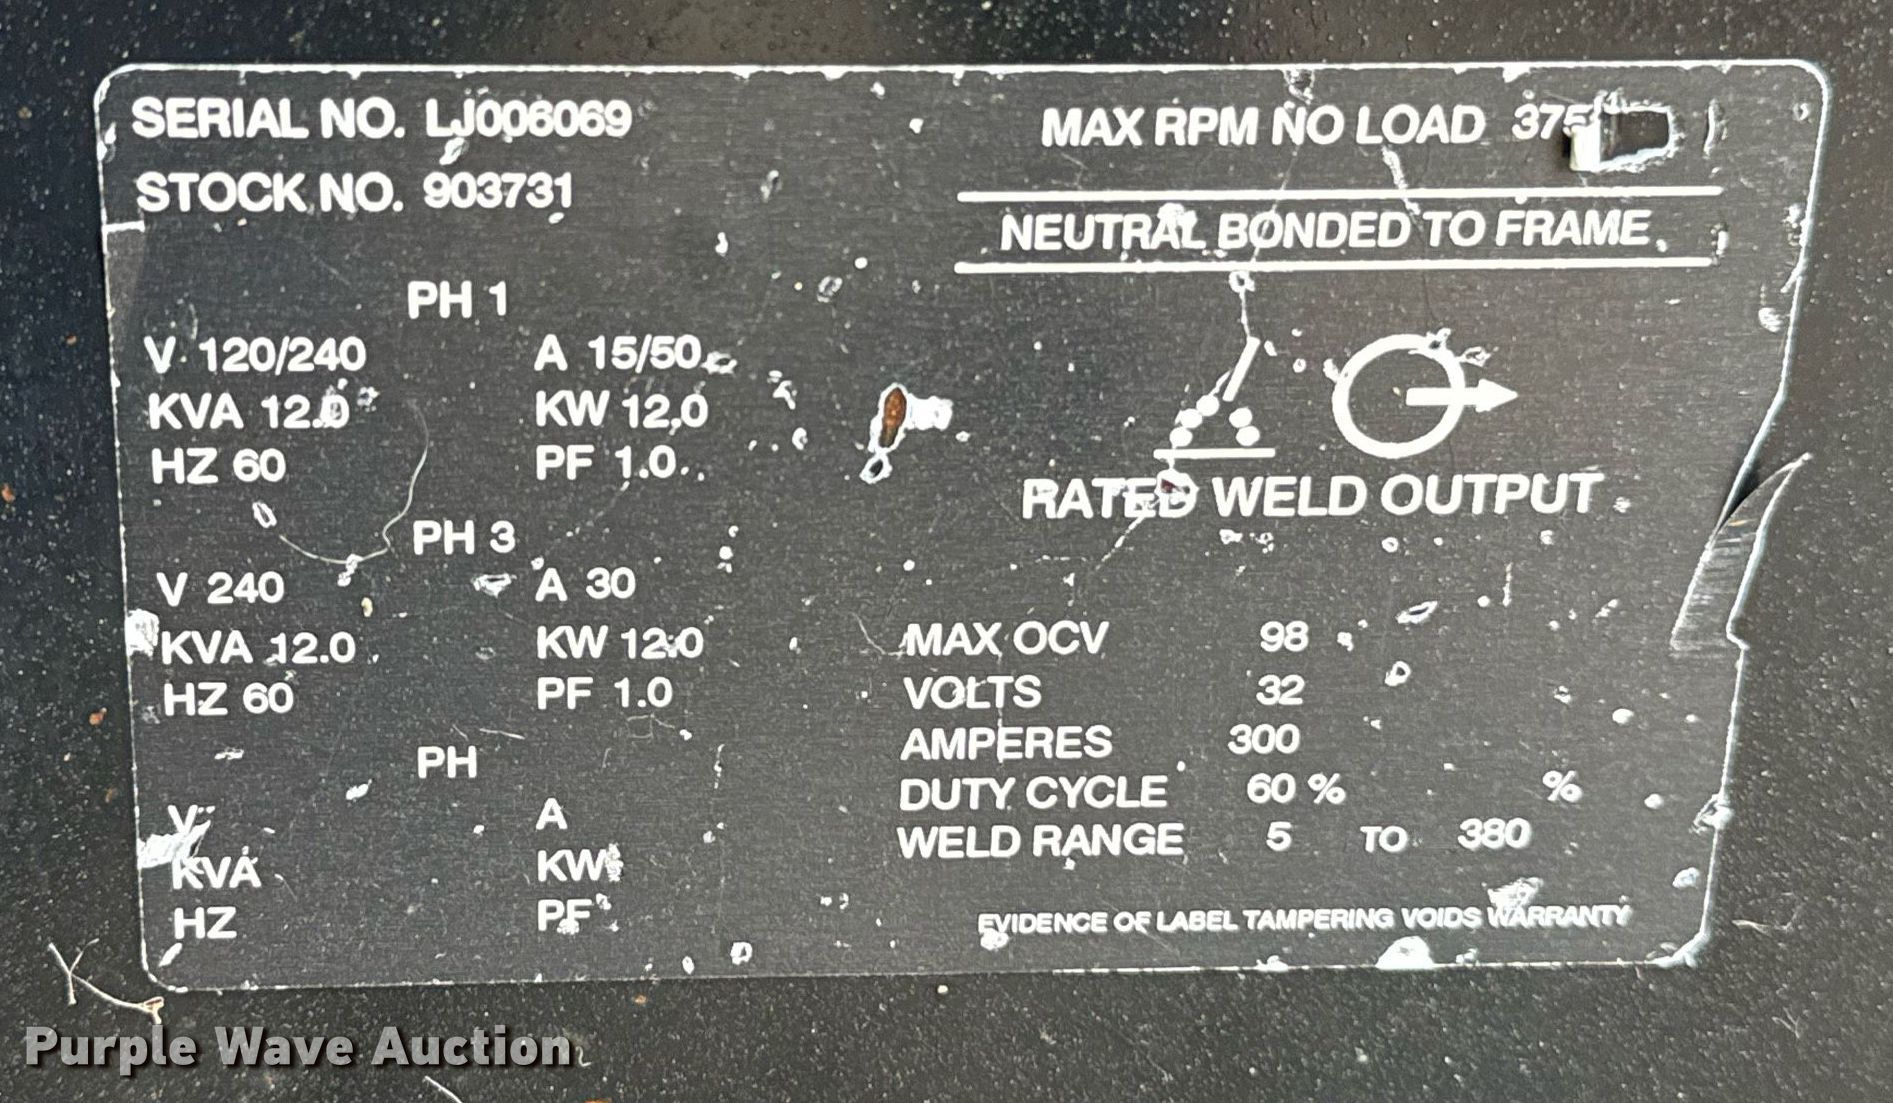 SERIAL NO. LJ006069
STOCK NO. 903731
MAX RPM NO LOAD
NEUTRAL BONDED TO FRAME
PH 1
V 120/240 A 15/50
KVA 12.0 KW 12.0
HZ 60 PF 1.0
PH 3
V 240 A 30
KVA 12.0 KW 12.0
HZ 60 PF 1.0
PH
V A
KVA KW
HZ PF
RATED WELD OUTPUT
MAX OCV 98
VOLTS 32
AMPERES 300
DUTY CYCLE 60 % %
WELD RANGE 5 TO 380
EVIDENCE OF LABEL TAMPERING VOIDS WARRANTY
Purple Wave Auction